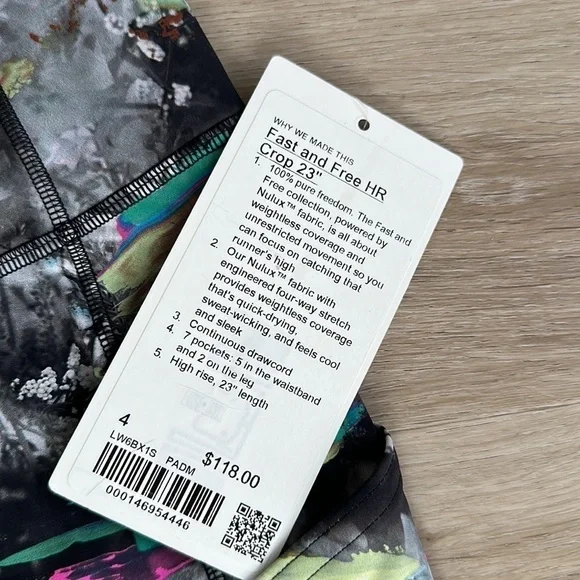 WHY WE MADE THIS
Fast and Free HR
Crop 23"
1. 100% pure freedom. The Fast and
Free collection, powered by
Nulux™ fabric, is all about
weightless coverage and
unrestricted movement so you
can focus on catching that
runner's high
2. Our Nulux™ fabric with
engineered four-way stretch
provides weightless coverage
that's quick-drying,
sweat-wicking, and feels cool
and sleek
3. Continuous drawcord
4. 7 pockets: 5 in the waistband
and 2 on the leg
5. High rise, 23" length
4
LW6BX1S PADM
$118.00
000146954446